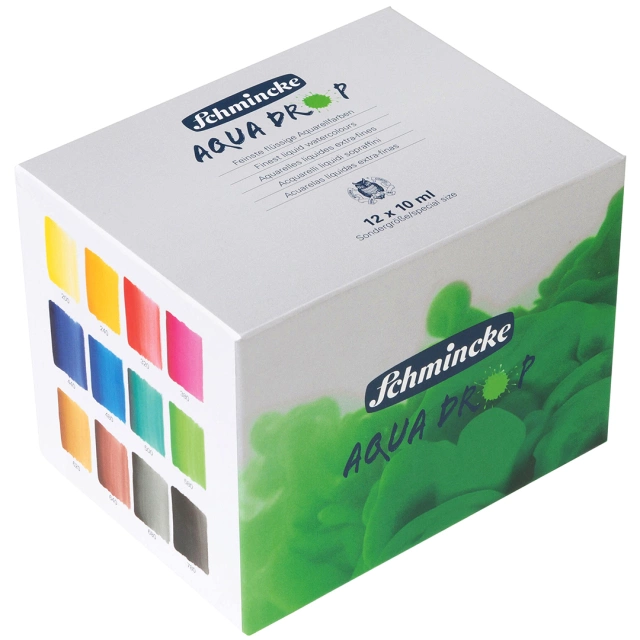 Schmincke
AQUA DROP
Feinste flüssige Aquarellfarben
Finest liquid watercolours
Aquarelles liquides extra-fines
Acquerelli liquidi sopraffini
Acuarelas líquidas extra-finas
12 x 10 ml
Sondergröße/special size
Schmincke
AQUA DROP